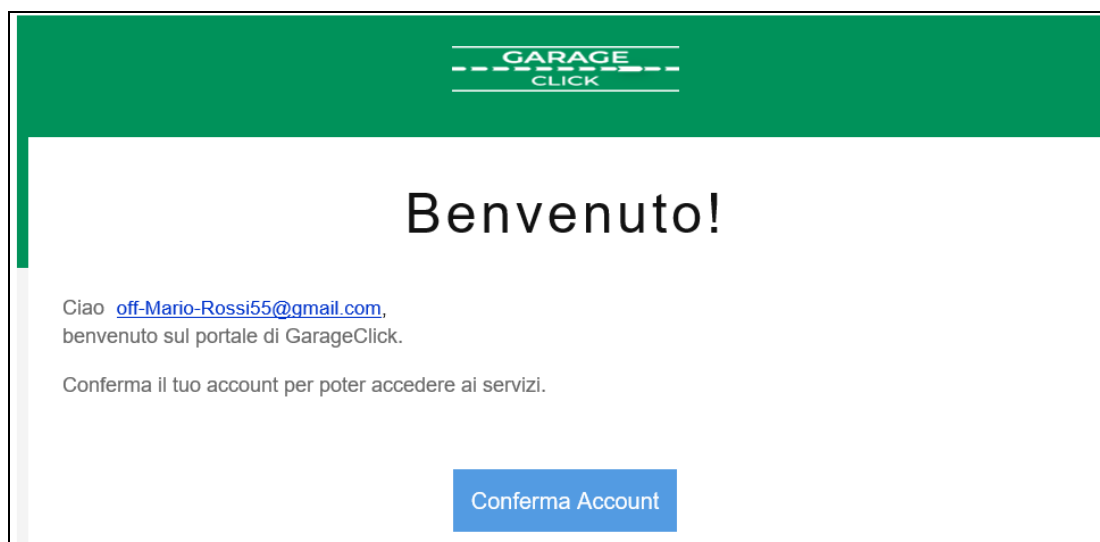 GARAGE
CLICK
Benvenuto!
Ciao off-Mario-Rossi55@gmail.com,
benvenuto sul portale di GarageClick.
Conferma il tuo account per poter accedere ai servizi.
Conferma Account